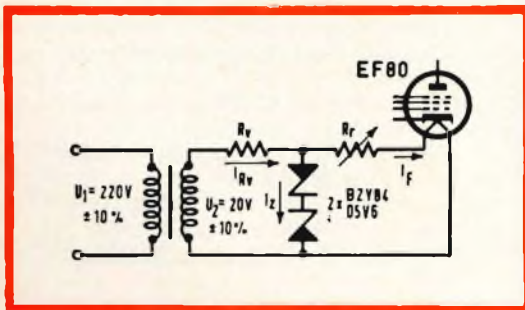 EF80
Rv
Rr
IRv
IF
U1 = 220V
± 10%
U2 = 20V
± 10%
Iz
2x BZY84
D5V6